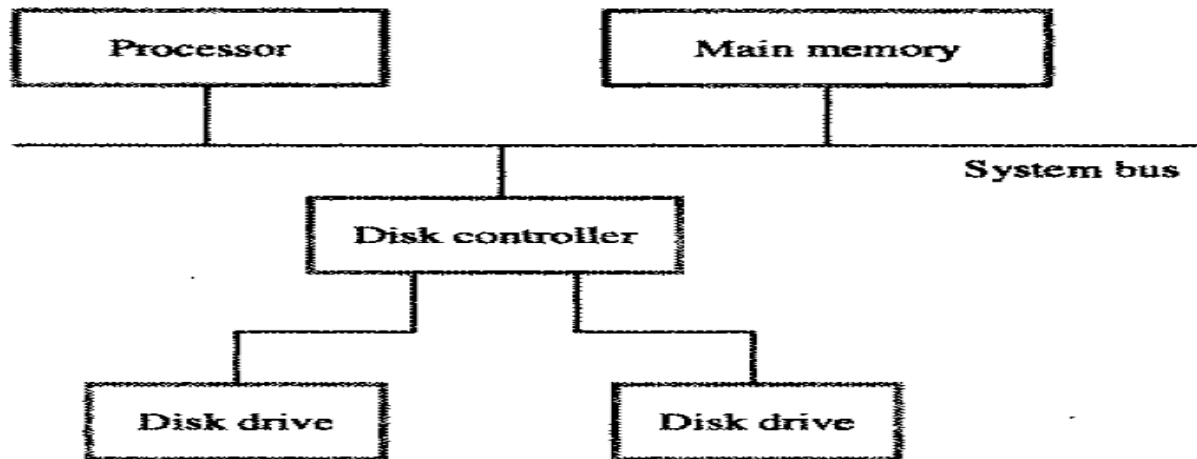 Processor
Main memory
System bus
Disk controller
Disk drive
Disk drive